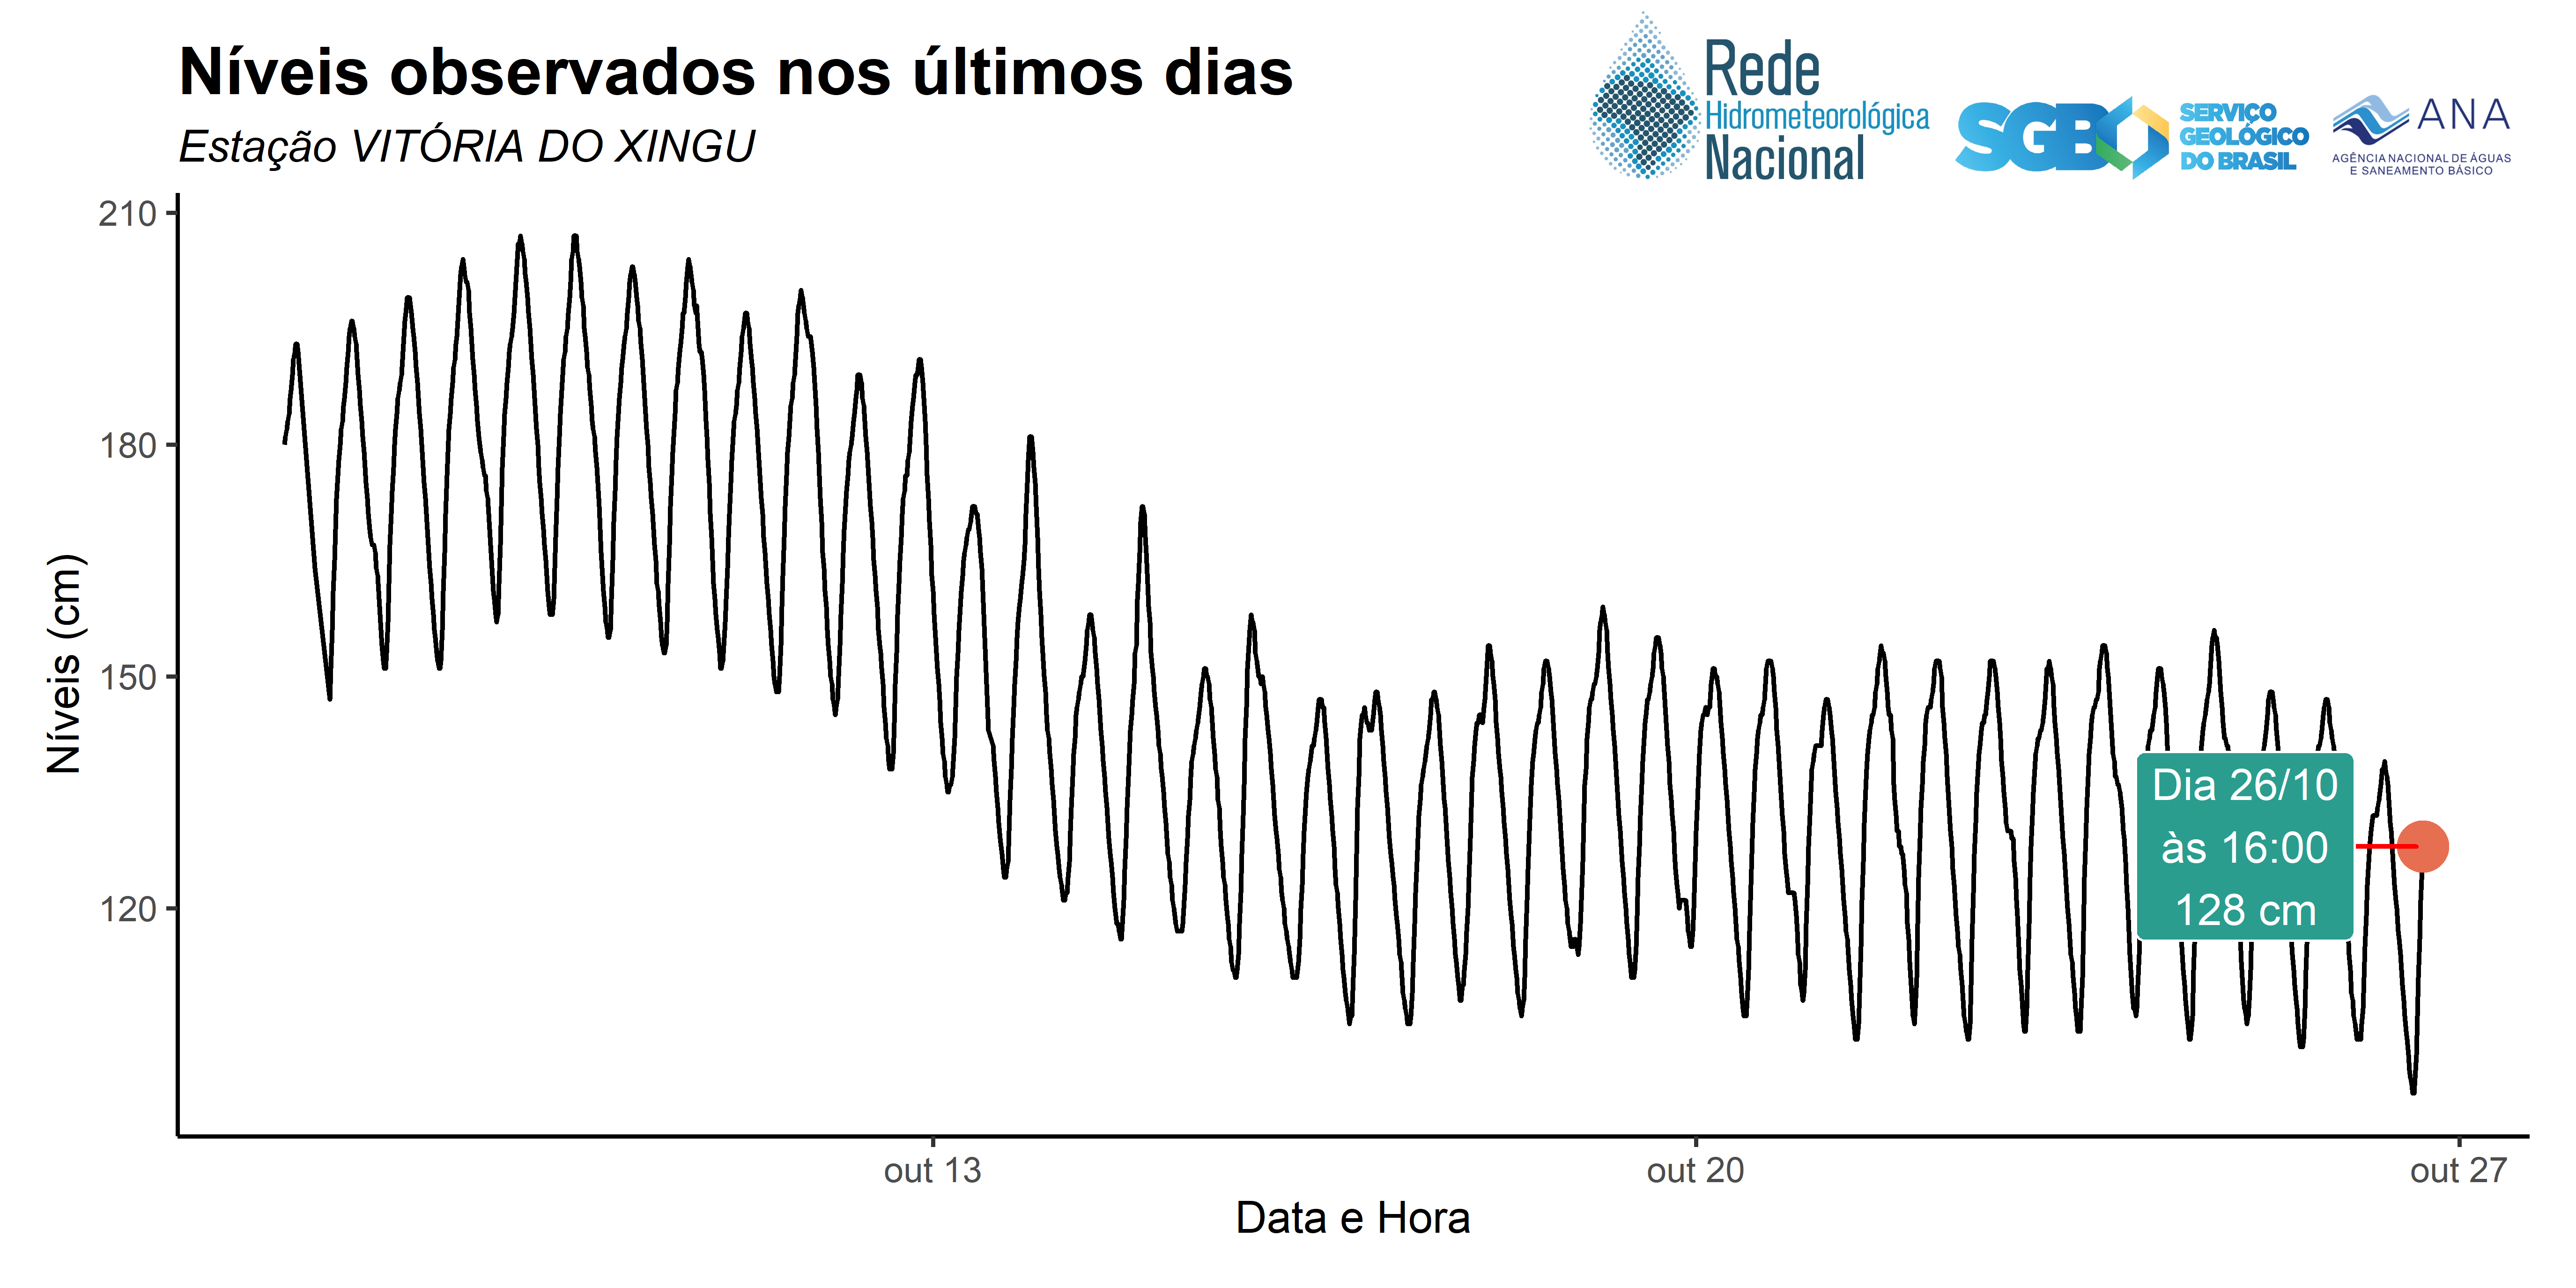 Níveis observados nos últimos dias
Estação VITÓRIA DO XINGU
Rede
Hidrometeorológica
Nacional
SGB
SERVIÇO
GEOLÓGICO
DO BRASIL
ANA
AGÊNCIA NACIONAL DE ÁGUAS
E SANEAMENTO BÁSICO
210
180
150
120
Níveis (cm)
Dia 26/10
às 16:00
128 cm
out 13
out 20
out 27
Data e Hora